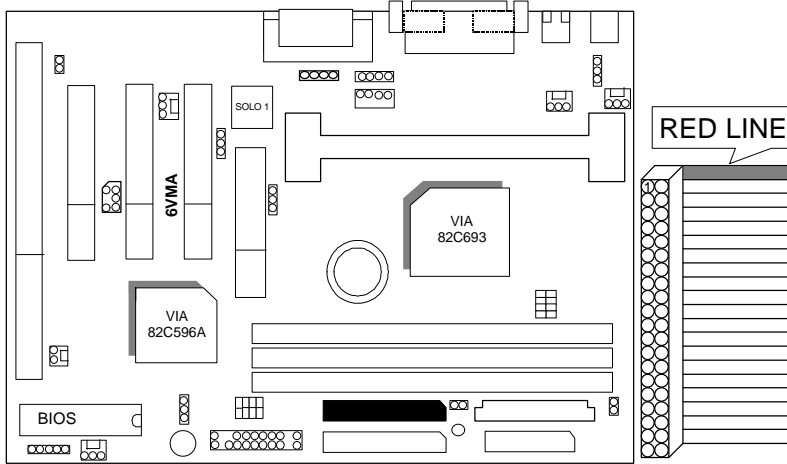 SOLO 1
RED LINE
1
6VMA
VIA
82C693
VIA
82C596A
BIOS